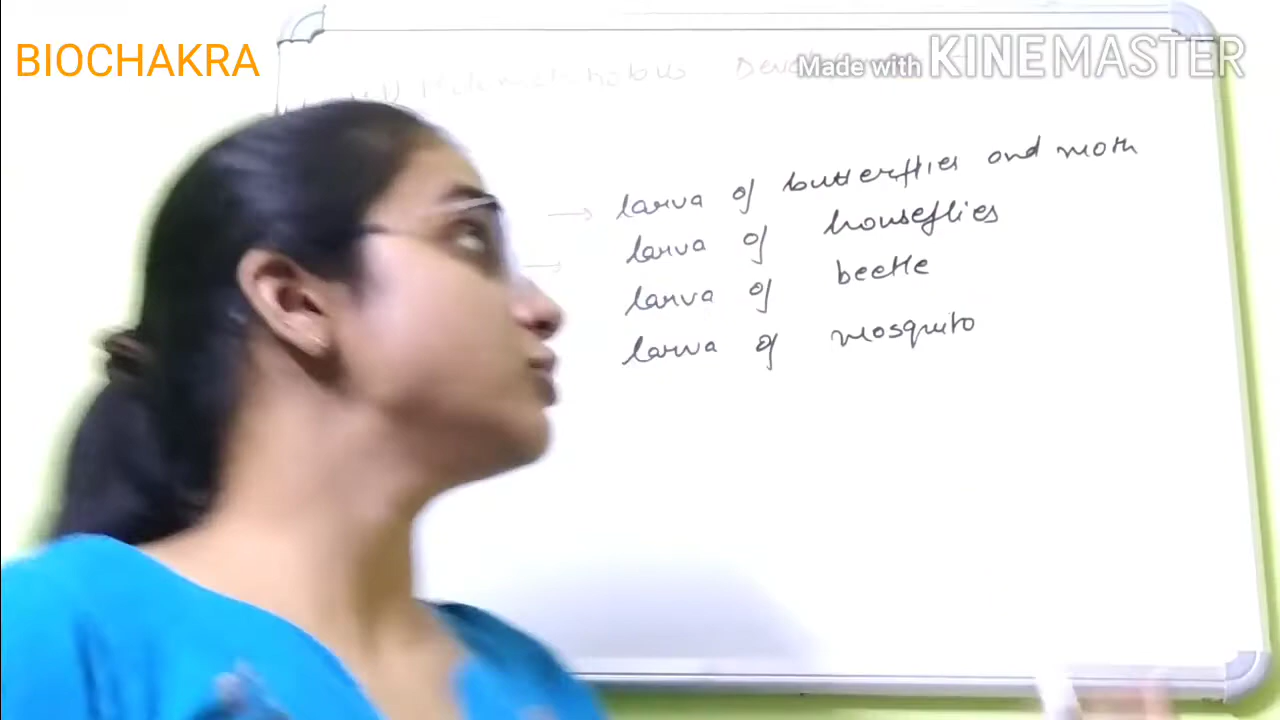 BIOCHAKRA
Made with KINEMASTER
→ larva of butterflies and moth
→ larva of houseflies
larva of beetle
larva of mosquito